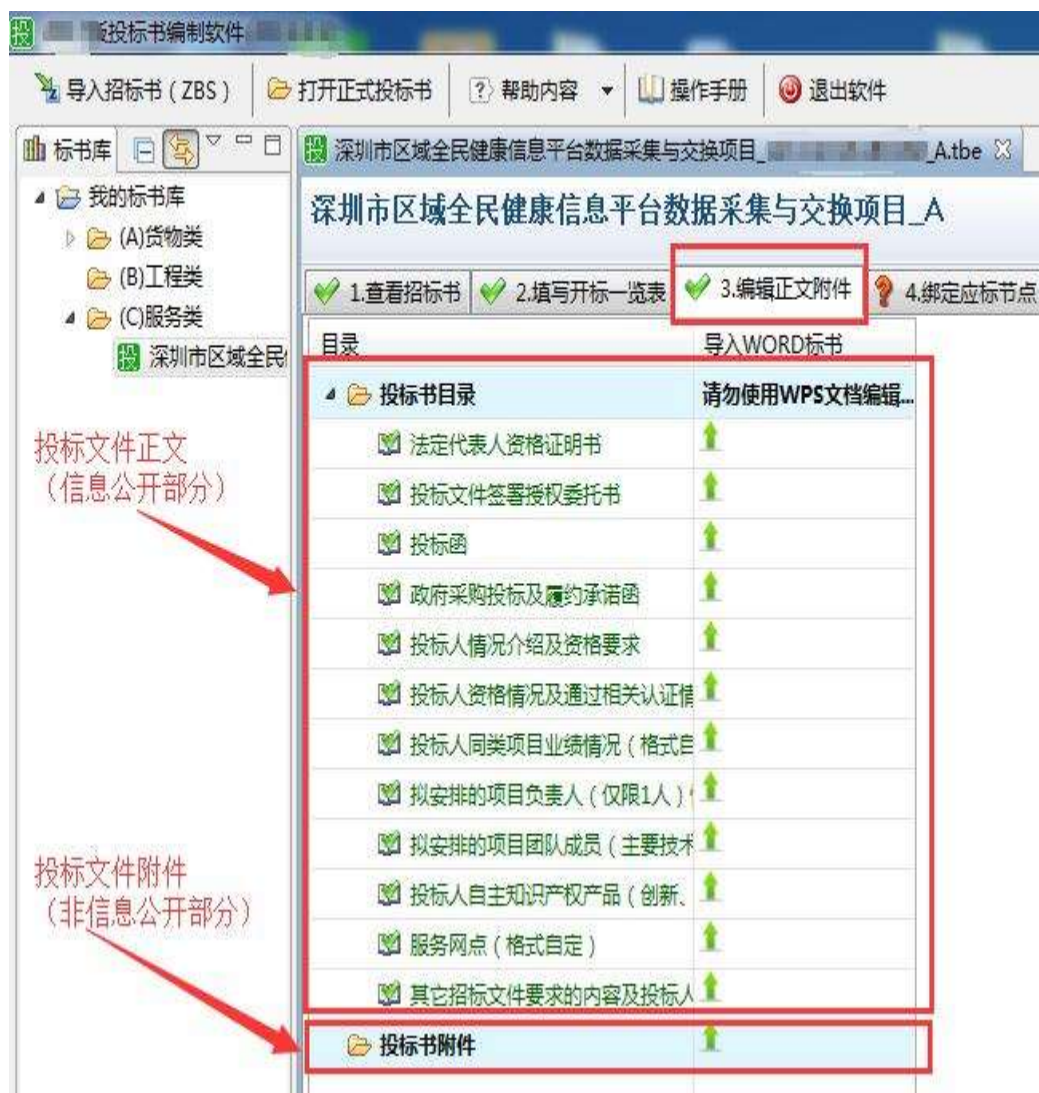 投 版投标书编制软件
导入招标书（ZBS） 打开正式投标书 帮助内容 操作手册 退出软件
标书库
投 深圳市区域全民健康信息平台数据采集与交换项目_ _A.tbe
我的标书库
(A)货物类
(B)工程类
(C)服务类
投 深圳市区域全民
深圳市区域全民健康信息平台数据采集与交换项目_A
1.查看招标书 2.填写开标一览表 3.编辑正文附件 4.绑定应标节点
目录 导入WORD标书
投标书目录 请勿使用WPS文档编辑...
法定代表人资格证明书
投标文件签署授权委托书
投标函
政府采购投标及履约承诺函
投标人情况介绍及资格要求
投标人资格情况及通过相关认证情
投标人同类项目业绩情况（格式自
拟安排的项目负责人（仅限1人）
拟安排的项目团队成员（主要技术
投标人自主知识产权产品（创新、
服务网点（格式自定）
其它招标文件要求的内容及投标人
投标书附件
投标文件正文
（信息公开部分）
投标文件附件
（非信息公开部分）